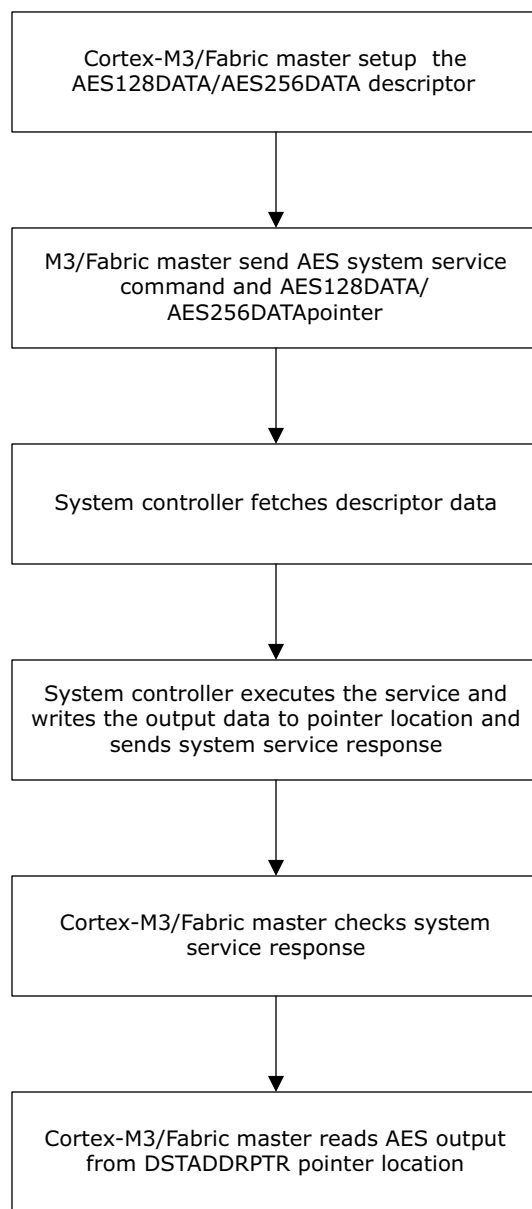 Cortex-M3/Fabric master setup the
AES128DATA/AES256DATA descriptor
M3/Fabric master send AES system service
command and AES128DATA/
AES256DATApointer
System controller fetches descriptor data
System controller executes the service and
writes the output data to pointer location and
sends system service response
Cortex-M3/Fabric master checks system
service response
Cortex-M3/Fabric master reads AES output
from DSTADDRPTR pointer location